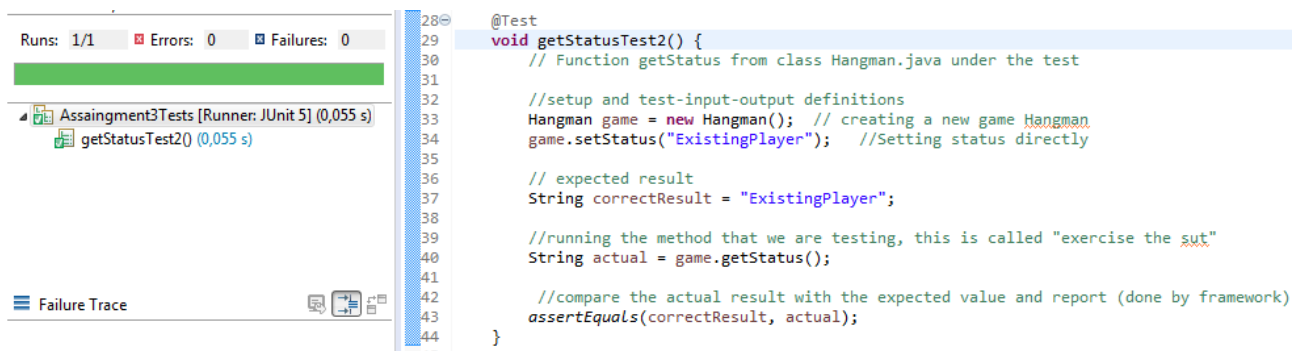 Runs: 1/1 Errors: 0 Failures: 0
Assaingment3Tests [Runner: JUnit 5] (0,055 s)
getStatusTest2() (0,055 s)
Failure Trace
28 @Test
29 void getStatusTest2() {
30 // Function getStatus from class Hangman.java under the test
31
32 //setup and test-input-output definitions
33 Hangman game = new Hangman(); // creating a new game Hangman
34 game.setStatus("ExistingPlayer"); //Setting status directly
35
36 // expected result
37 String correctResult = "ExistingPlayer";
38
39 //running the method that we are testing, this is called "exercise the sut"
40 String actual = game.getStatus();
41
42 //compare the actual result with the expected value and report (done by framework)
43 assertEquals(correctResult, actual);
44 }